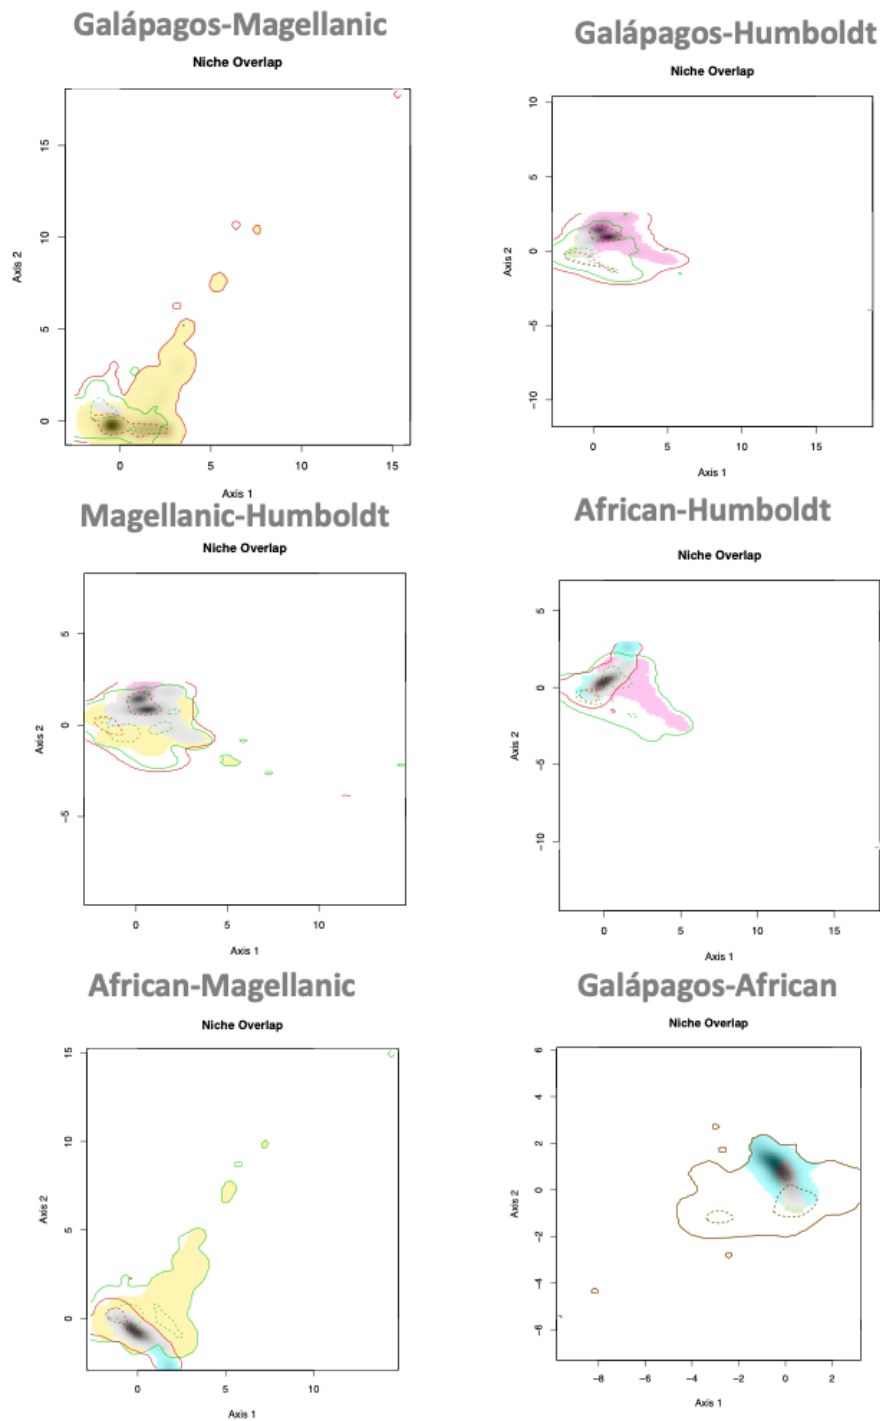 Galápagos-Magellanic
Niche Overlap
15
10
5
0
Axis 2
0 5 10 15
Axis 1
Galápagos-Humboldt
Niche Overlap
10
5
0
-5
-10
Axis 2
0 5 10 15
Axis 1
Magellanic-Humboldt
Niche Overlap
5
0
-5
Axis 2
0 5 10
Axis 1
African-Humboldt
Niche Overlap
5
0
-5
-10
Axis 2
0 5 10 15
Axis 1
African-Magellanic
Niche Overlap
15
10
5
0
Axis 2
0 5 10
Axis 1
Galápagos-African
Niche Overlap
6
4
2
0
-2
-4
-6
Axis 2
-8 -6 -4 -2 0 2
Axis 1